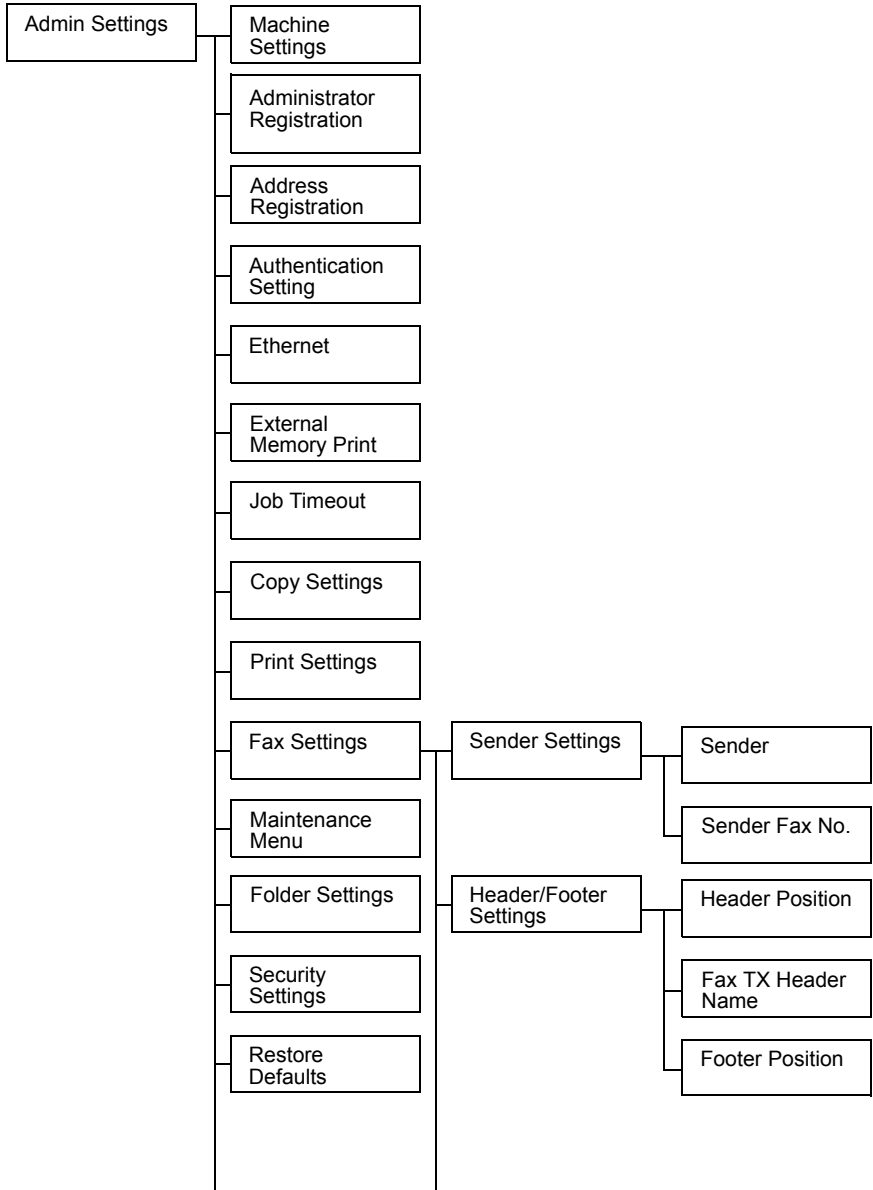 Admin Settings
Machine
Settings
Administrator
Registration
Address
Registration
Authentication
Setting
Ethernet
External
Memory Print
Job Timeout
Copy Settings
Print Settings
Fax Settings
Sender Settings
Sender
Sender Fax No.
Maintenance
Menu
Folder Settings
Header/Footer
Settings
Header Position
Fax TX Header
Name
Footer Position
Security
Settings
Restore
Defaults